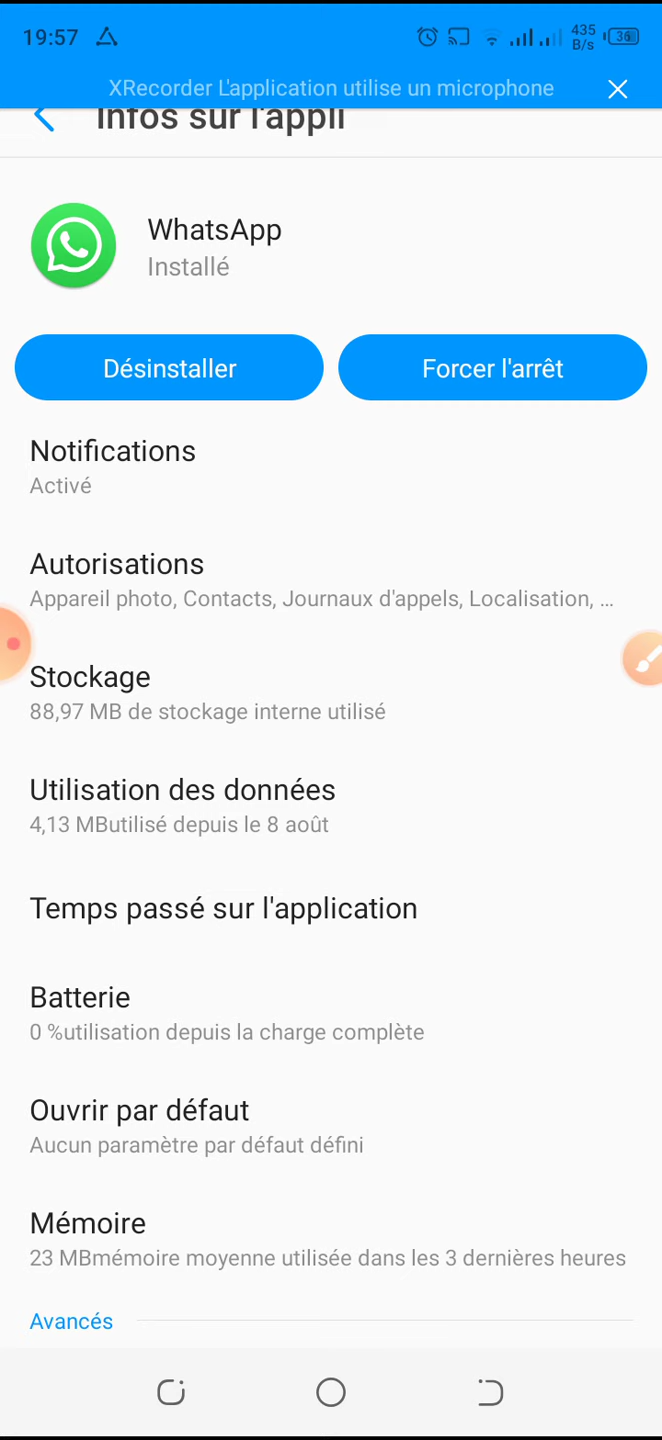 19:57
435
B/s
36
XRecorder L'application utilise un microphone
Infos sur l'appli
WhatsApp
Installé
Désinstaller
Forcer l'arrêt
Notifications
Activé
Autorisations
Appareil photo, Contacts, Journaux d'appels, Localisation, ...
Stockage
88,97 MB de stockage interne utilisé
Utilisation des données
4,13 MButilisé depuis le 8 août
Temps passé sur l'application
Batterie
0 %utilisation depuis la charge complète
Ouvrir par défaut
Aucun paramètre par défaut défini
Mémoire
23 MBmémoire moyenne utilisée dans les 3 dernières heures
Avancés